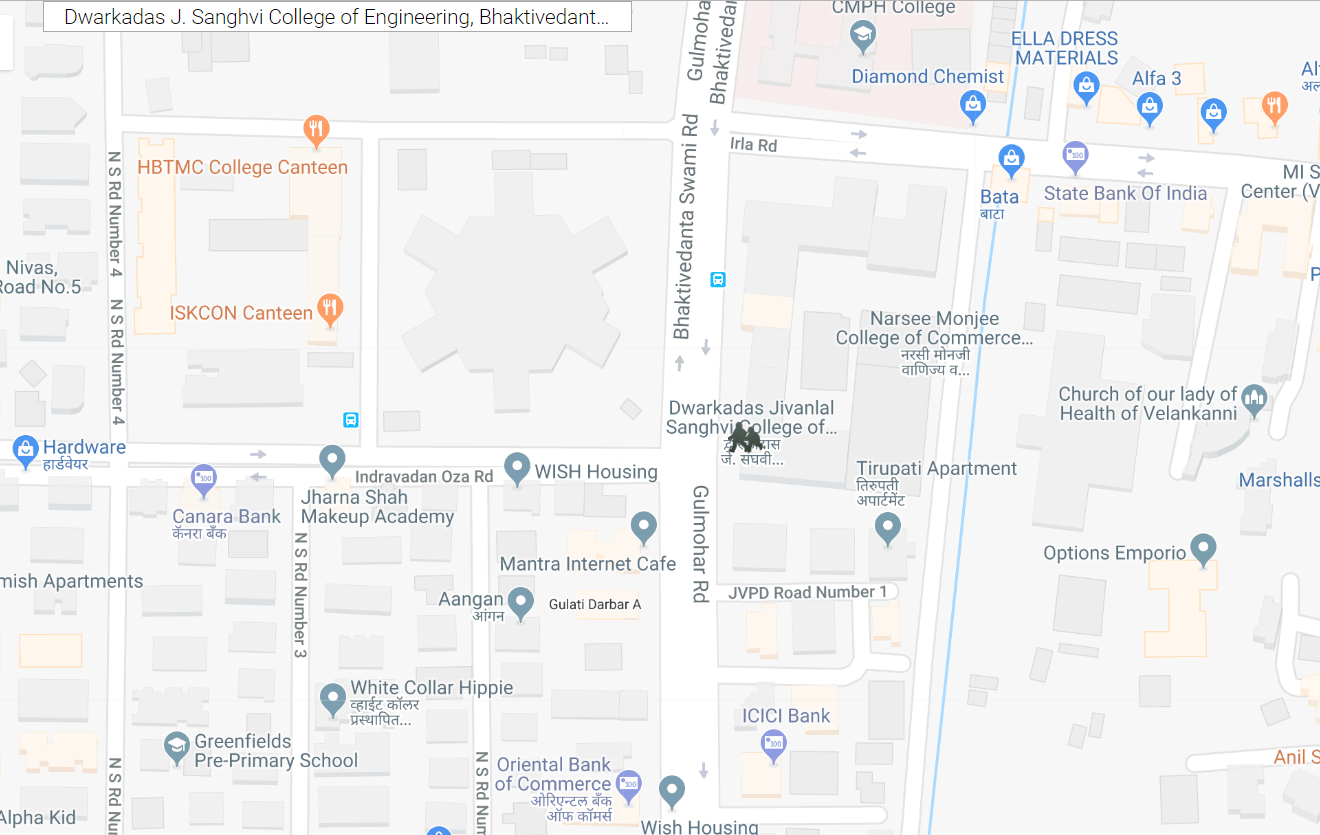 Dwarkadas J. Sanghvi College of Engineering, Bhaktivedant...
CMPH College
ELLA DRESS
MATERIALS
Diamond Chemist
Alfa 3
Gulmoha
Bhaktivedan
Irla Rd
HBTMC College Canteen
N S Rd Number 4
Bhaktivedanta Swami Rd
State Bank Of India
MI S
Center (V
Bata
बाटा
Nivas,
Road No.5
ISKCON Canteen
N S Rd Number 4
Narsee Monjee
College of Commerce...
नरसी मोनजी
वाणिज्य व...
Church of our lady of
Health of Velankanni
Dwarkadas Jivanlal
Sanghvi College of...
जे. संघवी...
Hardware
हार्डवेयर
Indravadan Oza Rd
WISH Housing
Tirupati Apartment
तिरुपती
अपार्टमेंट
Marshalls
Jharna Shah
Makeup Academy
Canara Bank
कॅनरा बँक
Gulmohar Rd
Mantra Internet Cafe
Options Emporio
mish Apartments
N S Rd Number 3
Aangan
आंगन
Gulati Darbar A
JVPD Road Number 1
White Collar Hippie
व्हाईट कॉलर
प्रस्थापित...
ICICI Bank
Greenfields
Pre-Primary School
Oriental Bank
of Commerce
ओरिएन्टल बँक
ऑफ कॉमर्स
Anil S
N S Rd Nu
N S Rd Num
Alpha Kid
Wish Housing